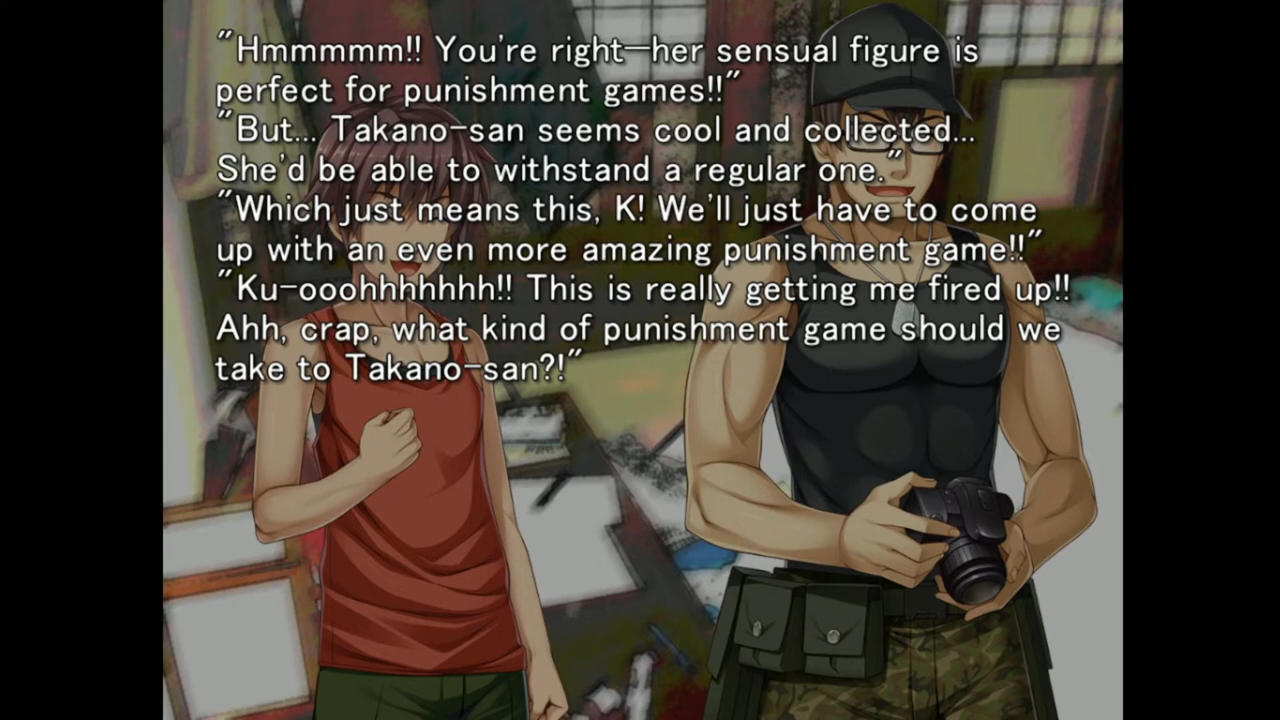 "Hmmmmm!! You're right—her sensual figure is
perfect for punishment games!!"
"But... Takano-san seems cool and collected...
She'd be able to withstand a regular one."
"Which just means this, K! We'll just have to come
up with an even more amazing punishment game!!"
"Ku-ooohhhhhhh!! This is really getting me fired up!!
Ahh, crap, what kind of punishment game should we
take to Takano-san?!"